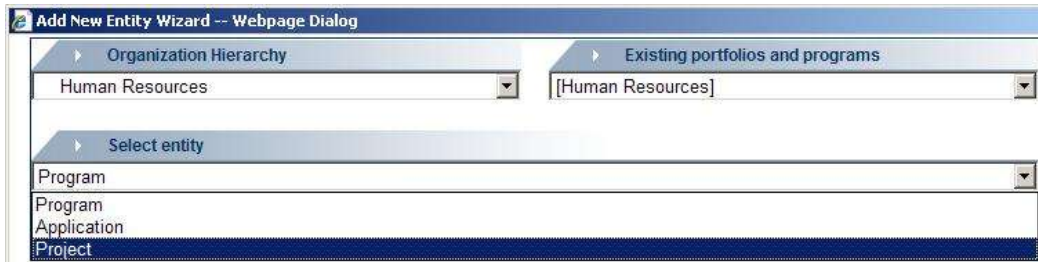 Add New Entity Wizard -- Webpage Dialog
Organization Hierarchy
Existing portfolios and programs
Human Resources
[Human Resources]
Select entity
Program
Program
Application
Project